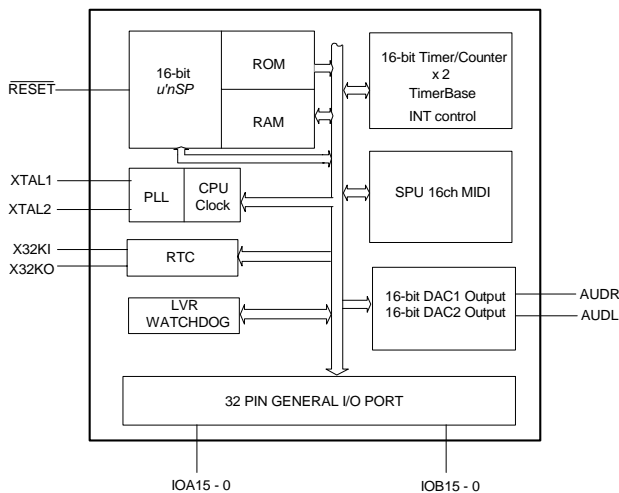 16-bit
u'nSP
ROM
RAM
16-bit Timer/Counter
x 2
TimerBase
INT control
RESET
XTAL1
XTAL2
PLL
CPU
Clock
SPU 16ch MIDI
X32KI
X32KO
RTC
LVR
WATCHDOG
16-bit DAC1 Output
16-bit DAC2 Output
AUDR
AUDL
32 PIN GENERAL I/O PORT
IOA15 - 0
IOB15 - 0